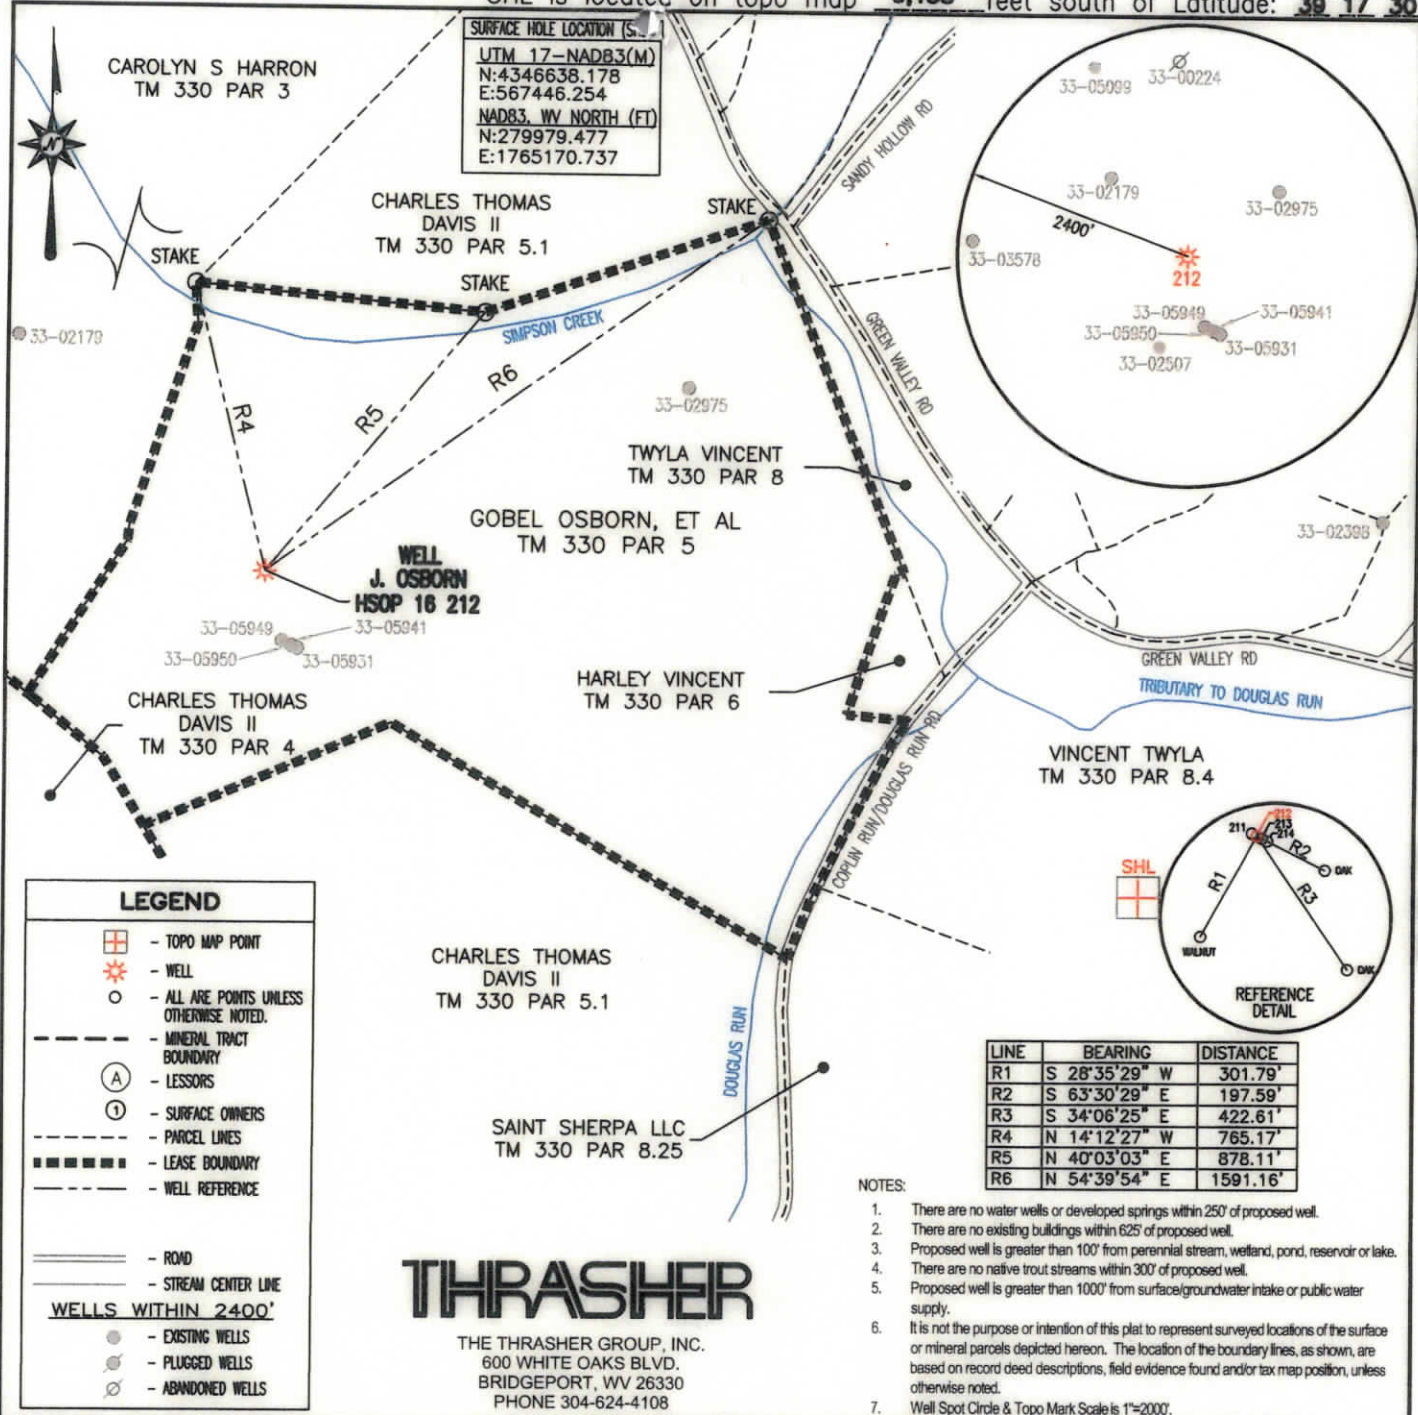 SHL is located on topo map feet south of Latitude: 39 17 30
SURFACE HOLE LOCATION
UTM 17-NAD83(M)
N:4346638.178
E:567446.254
NAD83, WV NORTH (FT)
N:279979.477
E:1765170.737
CAROLYN S HARRON
TM 330 PAR 3
N
SANDY HOLLOW RD
33-05099
33-00224
33-02179
33-02975
2400'
33-03578
212
33-05949
33-05941
33-05950
33-05931
33-02507
CHARLES THOMAS
DAVIS II
TM 330 PAR 5.1
STAKE
STAKE
STAKE
SIMPSON CREEK
GREEN VALLEY RD
33-02179
R4
R5
R6
33-02975
TWYLA VINCENT
TM 330 PAR 8
GOBEL OSBORN, ET AL
TM 330 PAR 5
33-02398
WELL
J. OSBORN
HSOP 16 212
33-05949
33-05941
33-05950
33-05931
HARLEY VINCENT
TM 330 PAR 6
GREEN VALLEY RD
TRIBUTARY TO DOUGLAS RUN
CHARLES THOMAS
DAVIS II
TM 330 PAR 4
COPLIN RUN/DOUGLAS RUN RD
VINCENT TWYLA
TM 330 PAR 8.4
SHL
211
212
213
214
R1
R2
R3
OAK
WALNUT
OAK
REFERENCE
DETAIL
LEGEND
- TOPO MAP POINT
- WELL
- ALL ARE POINTS UNLESS
OTHERWISE NOTED.
- MINERAL TRACT
BOUNDARY
A - LESSORS
1 - SURFACE OWNERS
- PARCEL LINES
- LEASE BOUNDARY
- WELL REFERENCE
- ROAD
- STREAM CENTER LINE
WELLS WITHIN 2400'
- EXISTING WELLS
- PLUGGED WELLS
- ABANDONED WELLS
CHARLES THOMAS
DAVIS II
TM 330 PAR 5.1
DOUGLAS RUN
SAINT SHERPA LLC
TM 330 PAR 8.25
LINE BEARING DISTANCE
R1 S 28°35'29" W 301.79'
R2 S 63°30'29" E 197.59'
R3 S 34°06'25" E 422.61'
R4 N 14°12'27" W 765.17'
R5 N 40°03'03" E 878.11'
R6 N 54°39'54" E 1591.16'
NOTES:
1. There are no water wells or developed springs within 250' of proposed well.
2. There are no existing buildings within 625' of proposed well.
3. Proposed well is greater than 100' from perennial stream, wetland, pond, reservoir or lake.
4. There are no native trout streams within 300' of proposed well.
5. Proposed well is greater than 1000' from surface/groundwater intake or public water
supply.
6. It is not the purpose or intention of this plat to represent surveyed locations of the surface
or mineral parcels depicted hereon. The location of the boundary lines, as shown, are
based on record deed descriptions, field evidence found and/or tax map position, unless
otherwise noted.
7. Well Spot Circle & Topo Mark Scale is 1"=2000'.
THRASHER
THE THRASHER GROUP, INC.
600 WHITE OAKS BLVD.
BRIDGEPORT, WV 26330
PHONE 304-624-4108